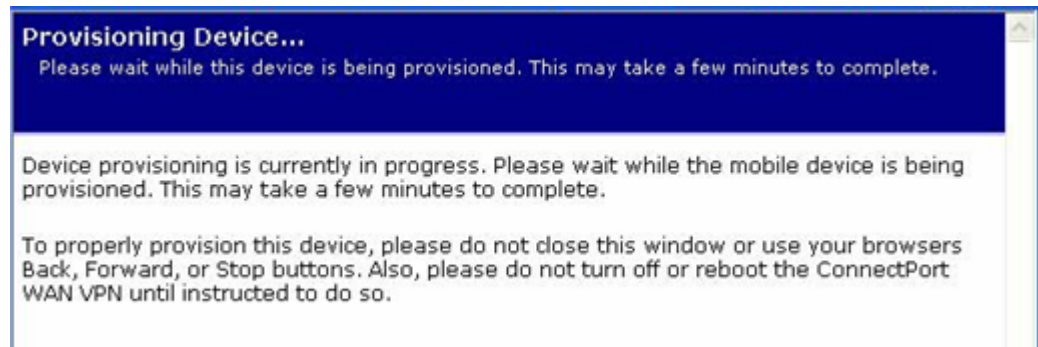 Provisioning Device...
Please wait while this device is being provisioned. This may take a few minutes to complete.
Device provisioning is currently in progress. Please wait while the mobile device is being
provisioned. This may take a few minutes to complete.
To properly provision this device, please do not close this window or use your browsers
Back, Forward, or Stop buttons. Also, please do not turn off or reboot the ConnectPort
WAN VPN until instructed to do so.